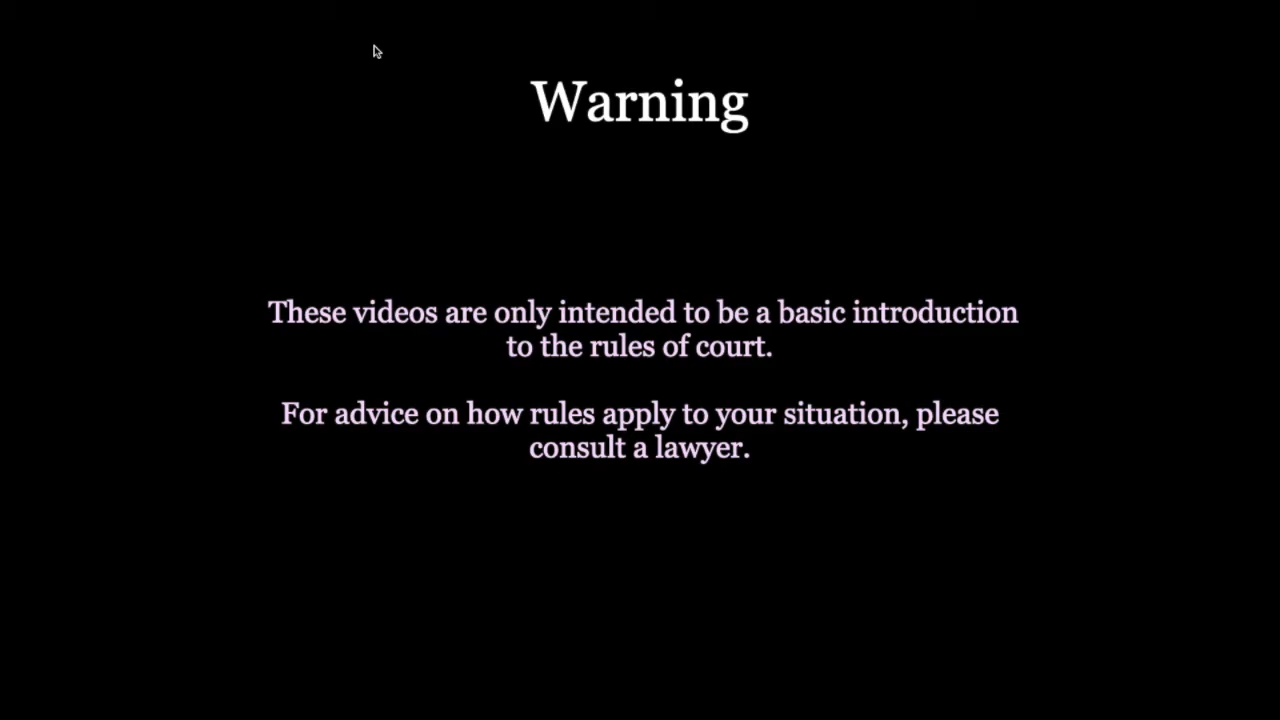 Warning
These videos are only intended to be a basic introduction
to the rules of court.
For advice on how rules apply to your situation, please
consult a lawyer.